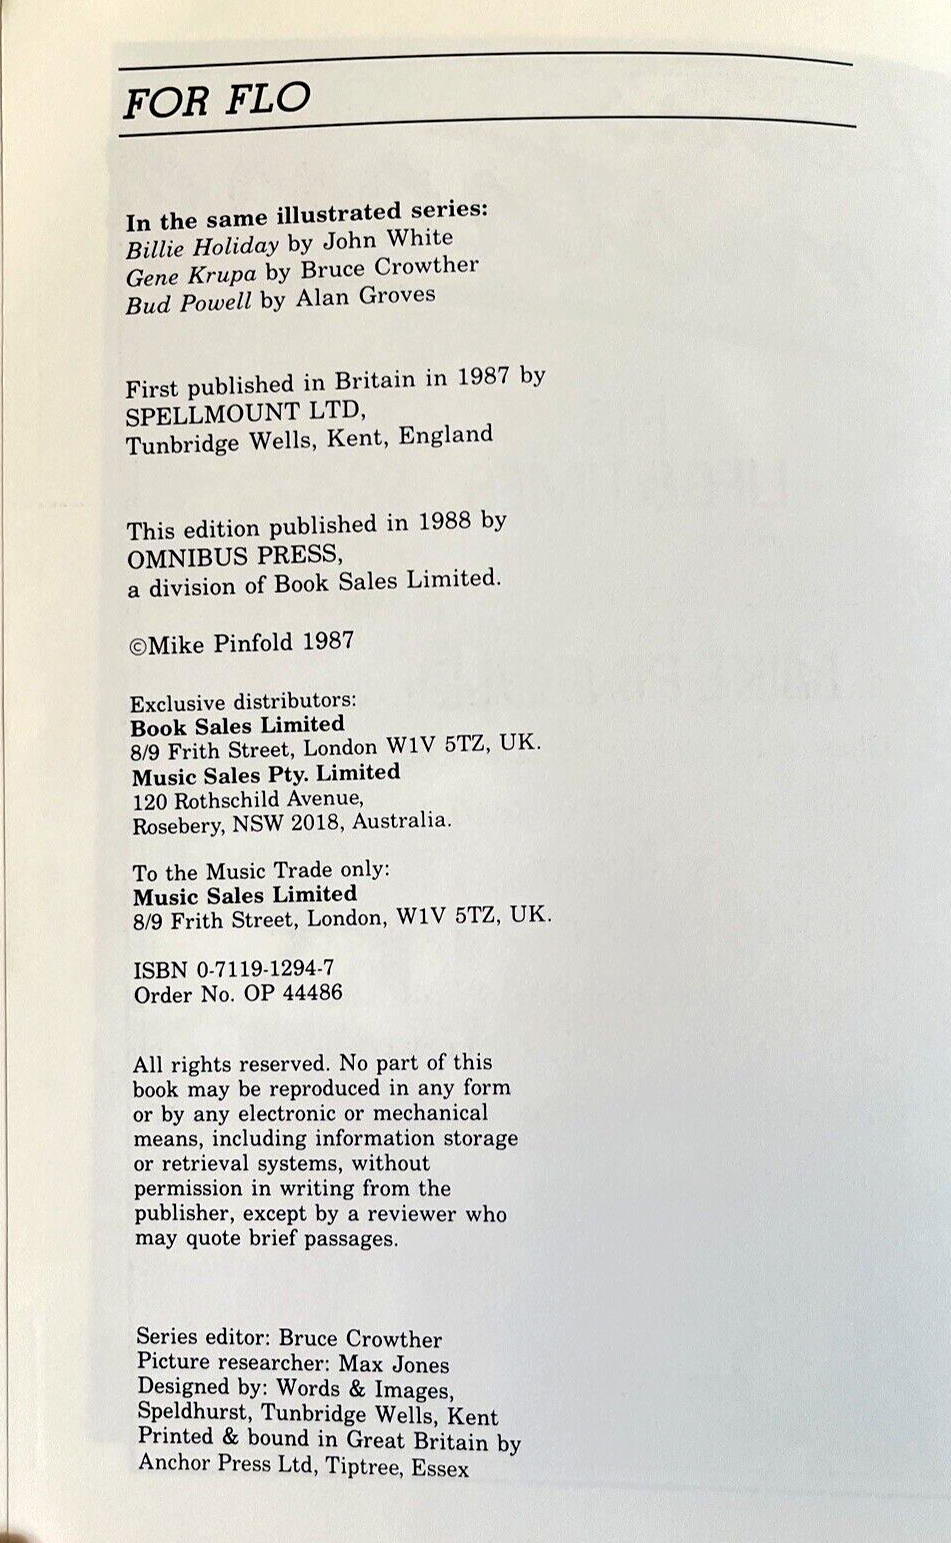 FOR FLO
In the same illustrated series:
Billie Holiday by John White
Gene Krupa by Bruce Crowther
Bud Powell by Alan Groves
First published in Britain in 1987 by
SPELLMOUNT LTD,
Tunbridge Wells, Kent, England
This edition published in 1988 by
OMNIBUS PRESS,
a division of Book Sales Limited.
©Mike Pinfold 1987
Exclusive distributors:
Book Sales Limited
8/9 Frith Street, London W1V 5TZ, UK.
Music Sales Pty. Limited
120 Rothschild Avenue,
Rosebery, NSW 2018, Australia.
To the Music Trade only:
Music Sales Limited
8/9 Frith Street, London, W1V 5TZ, UK.
ISBN 0-7119-1294-7
Order No. OP 44486
All rights reserved. No part of this
book may be reproduced in any form
or by any electronic or mechanical
means, including information storage
or retrieval systems, without
permission in writing from the
publisher, except by a reviewer who
may quote brief passages.
Series editor: Bruce Crowther
Picture researcher: Max Jones
Designed by: Words & Images,
Speldhurst, Tunbridge Wells, Kent
Printed & bound in Great Britain by
Anchor Press Ltd, Tiptree, Essex